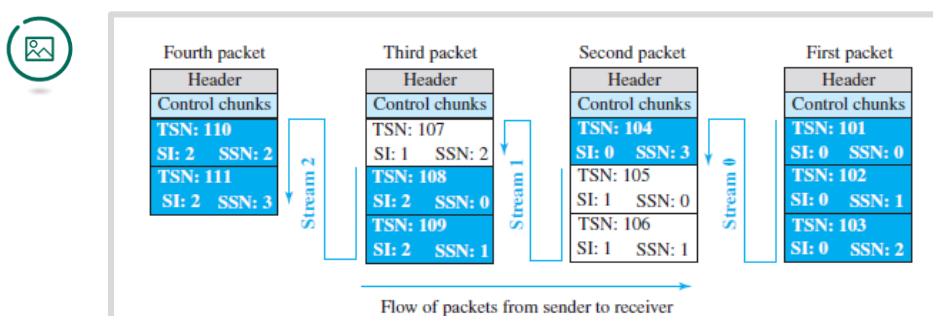 Fourth packet
Header
Control chunks
TSN: 110
SI: 2 SSN: 2
TSN: 111
SI: 2 SSN: 3
Stream 2
Third packet
Header
Control chunks
TSN: 107
SI: 1 SSN: 2
TSN: 108
SI: 2 SSN: 0
TSN: 109
SI: 2 SSN: 1
Stream 1
Second packet
Header
Control chunks
TSN: 104
SI: 0 SSN: 3
TSN: 105
SI: 1 SSN: 0
TSN: 106
SI: 1 SSN: 1
Stream 0
First packet
Header
Control chunks
TSN: 101
SI: 0 SSN: 0
TSN: 102
SI: 0 SSN: 1
TSN: 103
SI: 0 SSN: 2
Flow of packets from sender to receiver